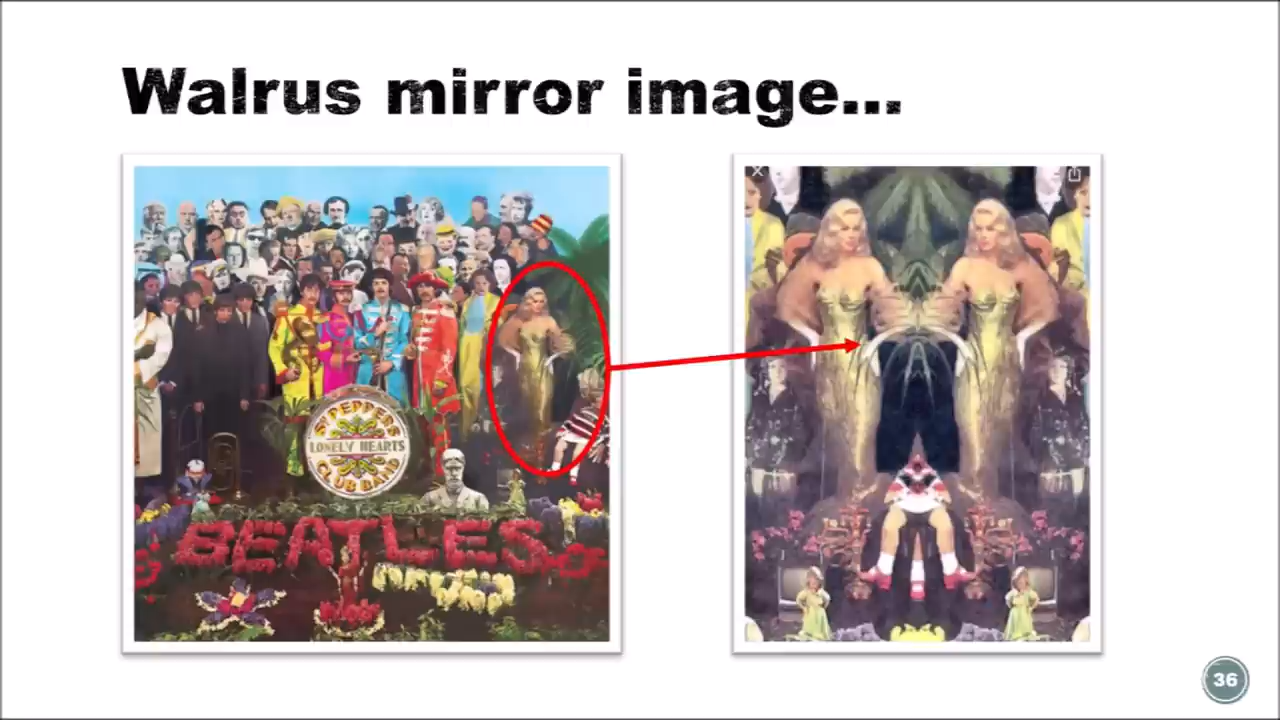 Walrus mirror image...
SGT PEPPERS
LONELY HEARTS
CLUB BAND
BEATLES
36